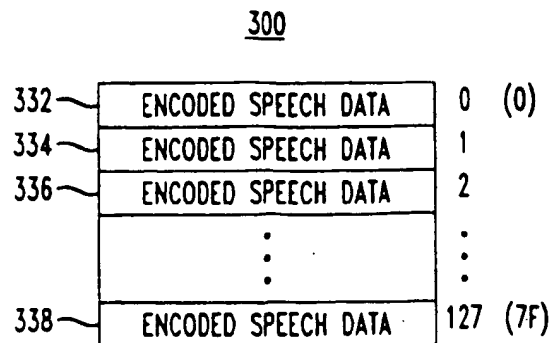 300
332 ENCODED SPEECH DATA 0 (0)
334 ENCODED SPEECH DATA 1
336 ENCODED SPEECH DATA 2
338 ENCODED SPEECH DATA 127 (7F)